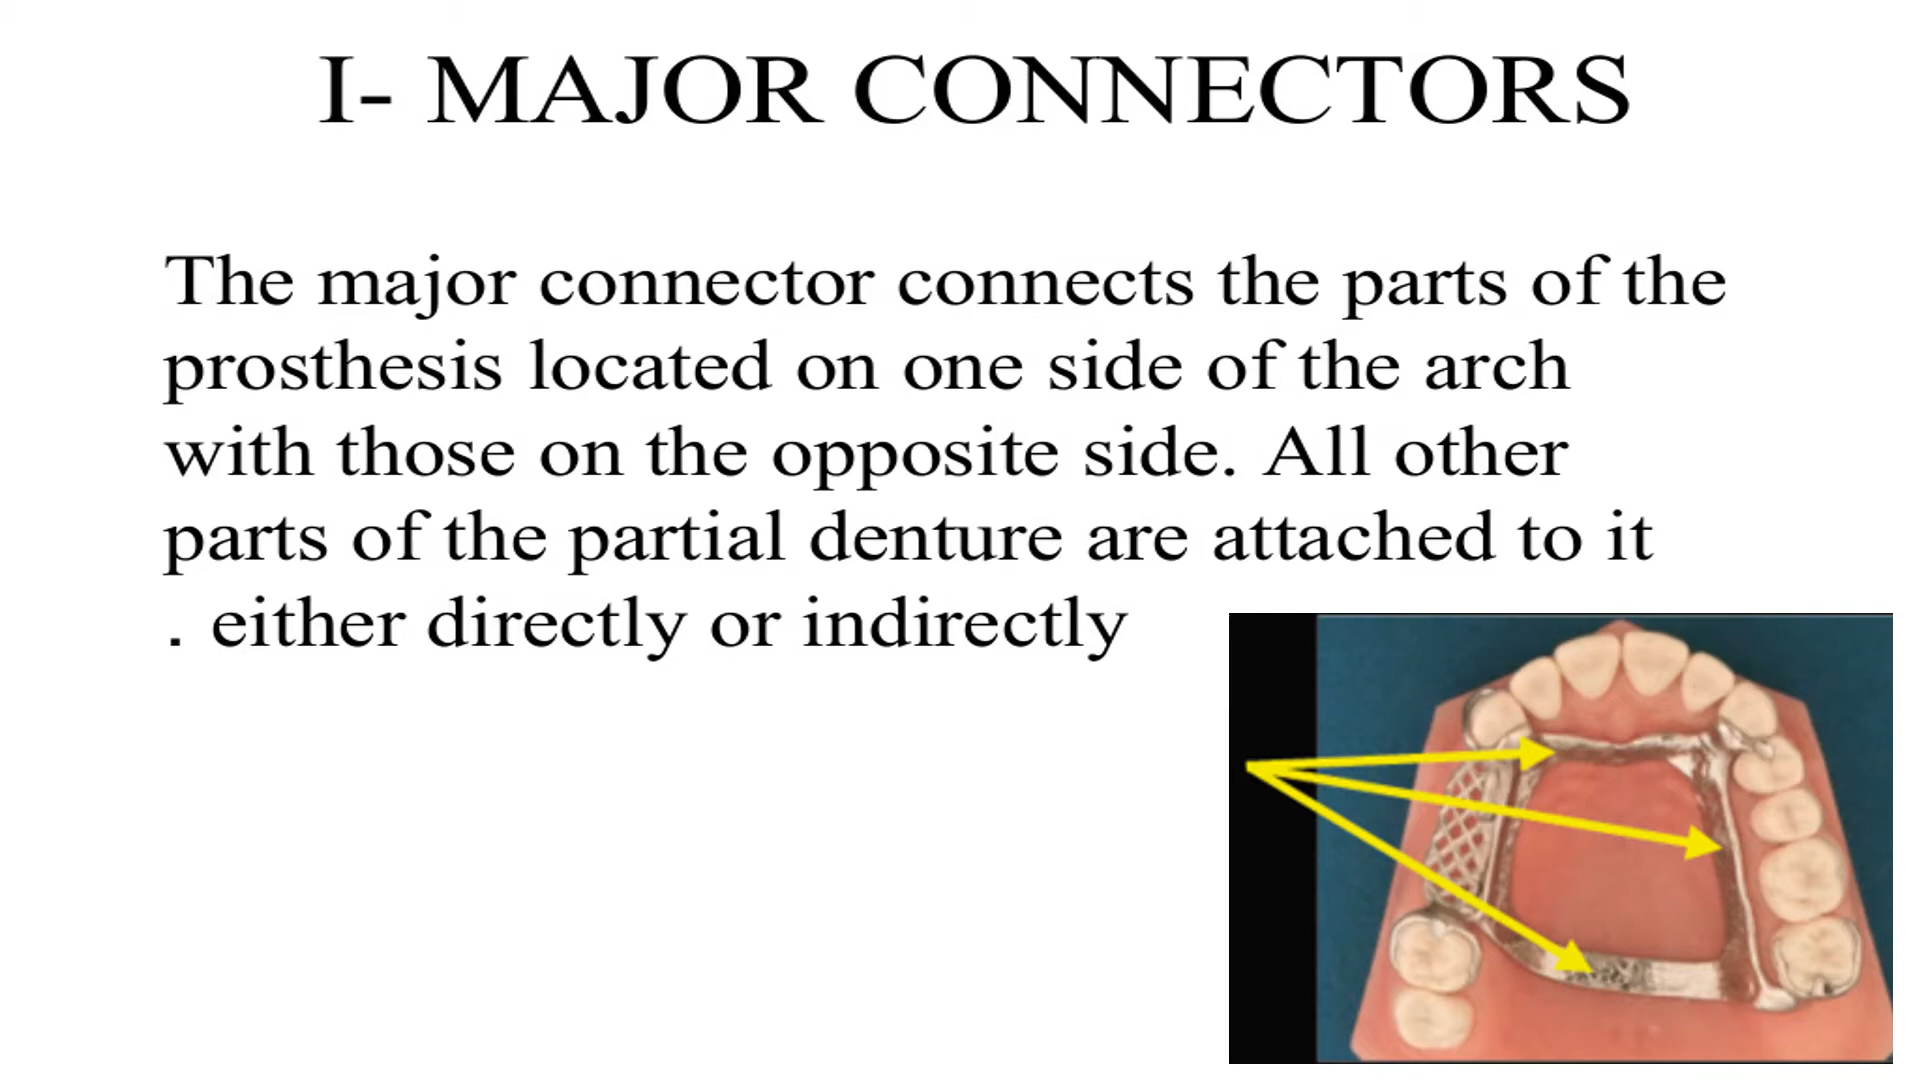 I- MAJOR CONNECTORS
The major connector connects the parts of the
prosthesis located on one side of the arch
with those on the opposite side. All other
parts of the partial denture are attached to it
. either directly or indirectly